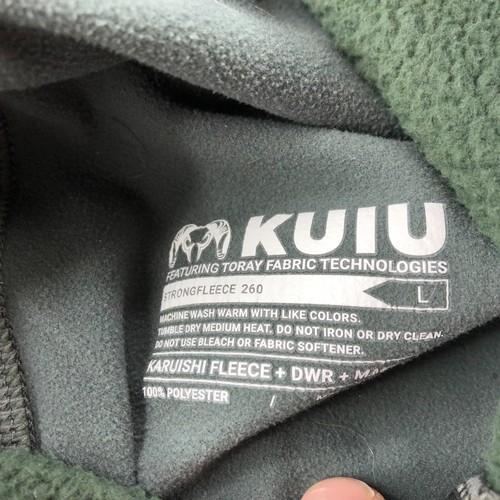 KUIU
FEATURING TORAY FABRIC TECHNOLOGIES
STRONGFLEECE 260 L
MACHINE WASH WARM WITH LIKE COLORS.
TUMBLE DRY MEDIUM HEAT. DO NOT IRON OR DRY CLEAN.
DO NOT USE BLEACH OR FABRIC SOFTENER.
KARUISHI FLEECE + DWR +
100% POLYESTER /